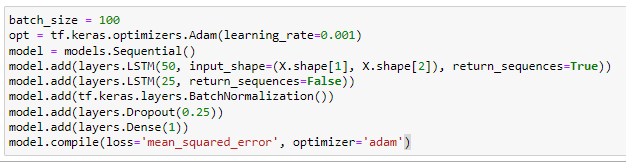 batch_size = 100
opt = tf.keras.optimizers.Adam(learning_rate=0.001)
model = models.Sequential()
model.add(layers.LSTM(50, input_shape=(X.shape[1], X.shape[2]), return_sequences=True))
model.add(layers.LSTM(25, return_sequences=False))
model.add(tf.keras.layers.BatchNormalization())
model.add(layers.Dropout(0.25))
model.add(layers.Dense(1))
model.compile(loss='mean_squared_error', optimizer='adam')